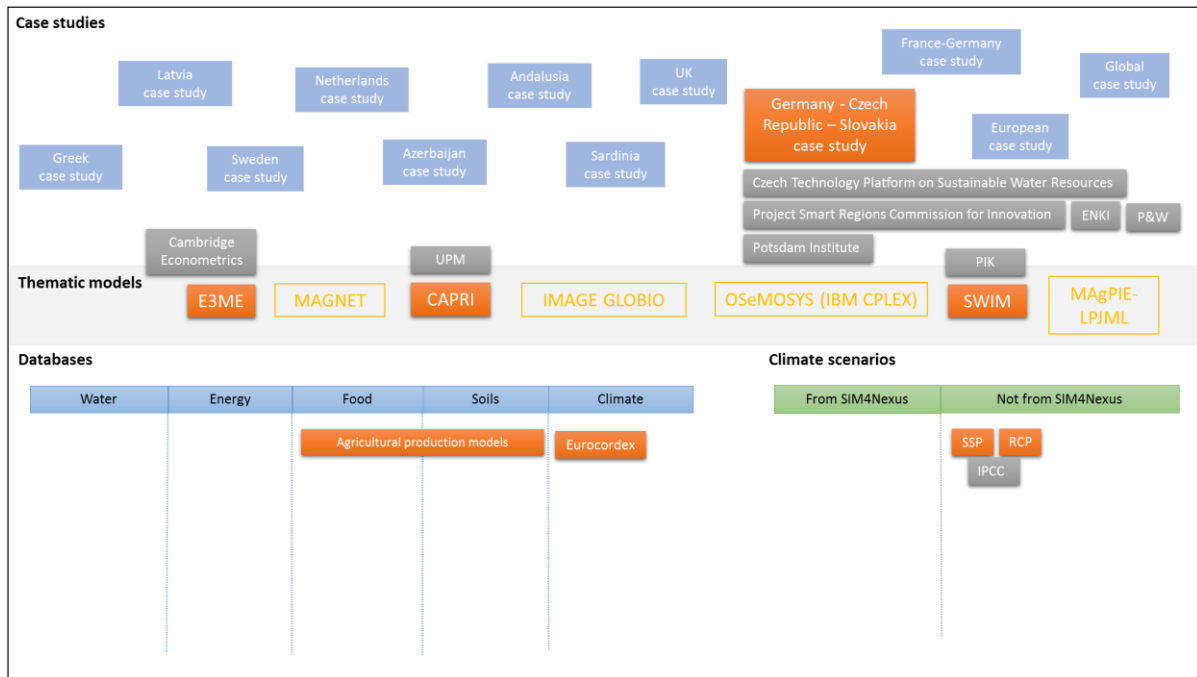 Case studies
Latvia
case study
Netherlands
case study
Andalusia
case study
UK
case study
France-Germany
case study
Global
case study
Germany - Czech
Republic – Slovakia
case study
European
case study
Greek
case study
Sweden
case study
Azerbaijan
case study
Sardinia
case study
Czech Technology Platform on Sustainable Water Resources
Project Smart Regions Commission for Innovation
ENKI
P&W
Potsdam Institute
Cambridge
Econometrics
UPM
PIK
Thematic models
E3ME
MAGNET
CAPRI
IMAGE GLOBIO
OSeMOSYS (IBM CPLEX)
SWIM
MAgPIE-
LPJML
Databases
Water
Energy
Food
Soils
Climate
Agricultural production models
Eurocordex
Climate scenarios
From SIM4Nexus
Not from SIM4Nexus
SSP
RCP
IPCC